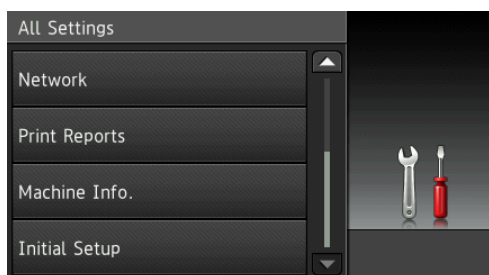 All Settings
Network
Print Reports
Machine Info.
Initial Setup